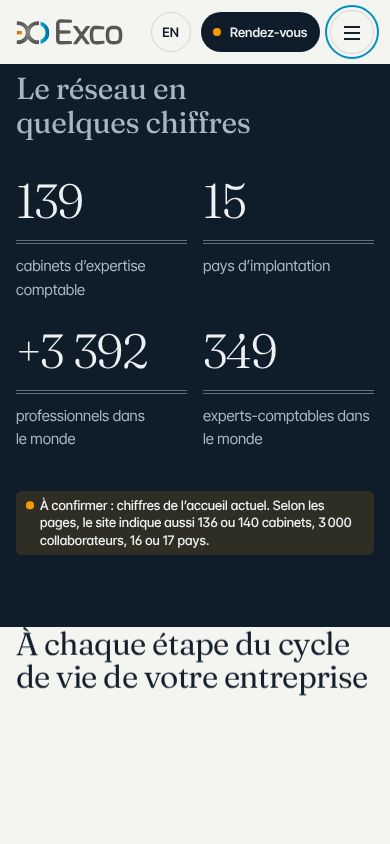 Exco
EN
Rendez-vous
Le réseau en
quelques chiffres
139
15
cabinets d’expertise
comptable
pays d’implantation
+3 392
349
professionnels dans
le monde
experts-comptables dans
le monde
À confirmer : chiffres de l’accueil actuel. Selon les
pages, le site indique aussi 136 ou 140 cabinets, 3 000
collaborateurs, 16 ou 17 pays.
À chaque étape du cycle
de vie de votre entreprise